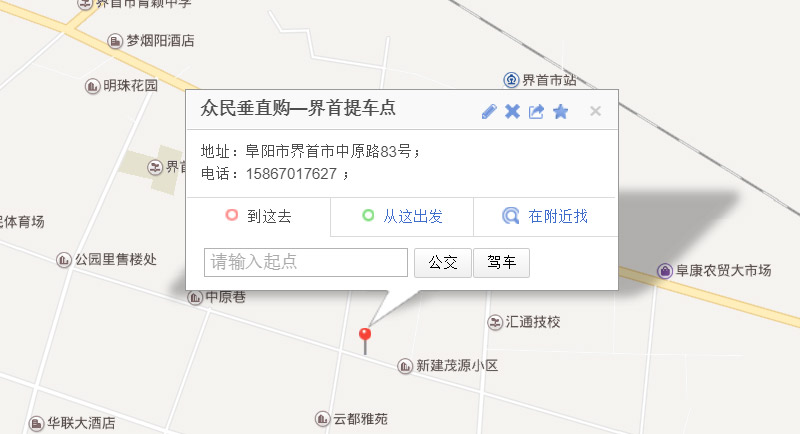 界首市育颖中学
梦烟阳酒店
明珠花园
界首市站
众民垂直购—界首提车点
地址：阜阳市界首市中原路83号；
电话：15867017627；
到这去
从这出发
在附近找
请输入起点
公交
驾车
界首
体育场
公园里售楼处
中原巷
阜康农贸大市场
汇通技校
新建茂源小区
云都雅苑
华联大酒店